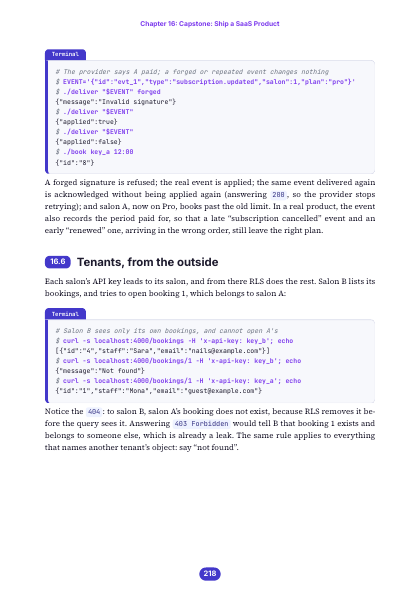 Chapter 16: Capstone: Ship a SaaS Product
Terminal
# The provider says A paid; a forged or repeated event changes nothing
$ EVENT='{"id":"evt_1","type":"subscription.updated","salon":1,"plan":"pro"}'
$ ./deliver "$EVENT" forged
{"message":"Invalid signature"}
$ ./deliver "$EVENT"
{"applied":true}
$ ./deliver "$EVENT"
{"applied":false}
$ ./book key_a 12:00
{"id":"8"}
A forged signature is refused; the real event is applied; the same event delivered again
is acknowledged without being applied again (answering 200, so the provider stops
retrying); and salon A, now on Pro, books past the old limit. In a real product, the event
also records the period paid for, so that a late “subscription cancelled” event and an
early “renewed” one, arriving in the wrong order, still leave the right plan.
16.6 Tenants, from the outside
Each salon’s API key leads to its salon, and from there RLS does the rest. Salon B lists its
bookings, and tries to open booking 1, which belongs to salon A:
Terminal
# Salon B sees only its own bookings, and cannot open A's
$ curl -s localhost:4000/bookings -H 'x-api-key: key_b'; echo
[{"id":"4","staff":"Sara","email":"nails@example.com"}]
$ curl -s localhost:4000/bookings/1 -H 'x-api-key: key_b'; echo
{"message":"Not found"}
$ curl -s localhost:4000/bookings/1 -H 'x-api-key: key_a'; echo
{"id":"1","staff":"Mona","email":"guest@example.com"}
Notice the 404: to salon B, salon A’s booking does not exist, because RLS removes it be-
fore the query sees it. Answering 403 Forbidden would tell B that booking 1 exists and
belongs to someone else, which is already a leak. The same rule applies to everything
that names another tenant’s object: say “not found”.
218